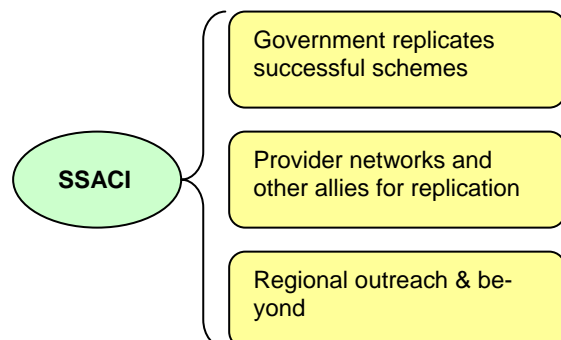 Government replicates
successful schemes
SSACI
Provider networks and
other allies for replication
Regional outreach & be-
yond